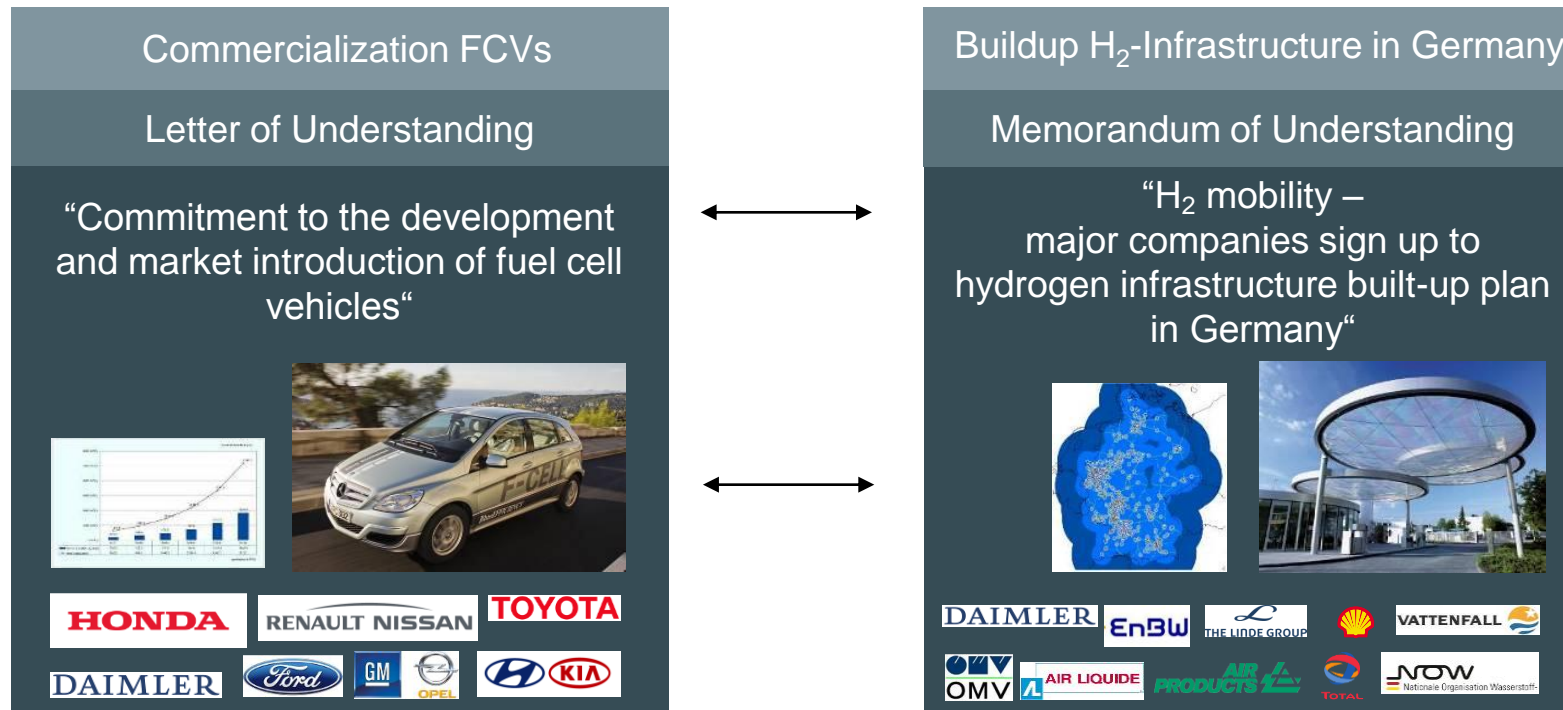 Commercialization FCVs
Letter of Understanding
“Commitment to the development
and market introduction of fuel cell
vehicles“
F-CELL
BlueEFFICIENCY
HONDA
RENAULT NISSAN
TOYOTA
DAIMLER
Ford
GM
OPEL
KIA
Buildup H₂-Infrastructure in Germany
Memorandum of Understanding
“H₂ mobility –
major companies sign up to
hydrogen infrastructure built-up plan
in Germany“
DAIMLER
EnBW
THE LINDE GROUP
VATTENFALL
OMV
OMV
AIR LIQUIDE
AIR
PRODUCTS
TOTAL
NOW
Nationale Organisation Wasserstoff-